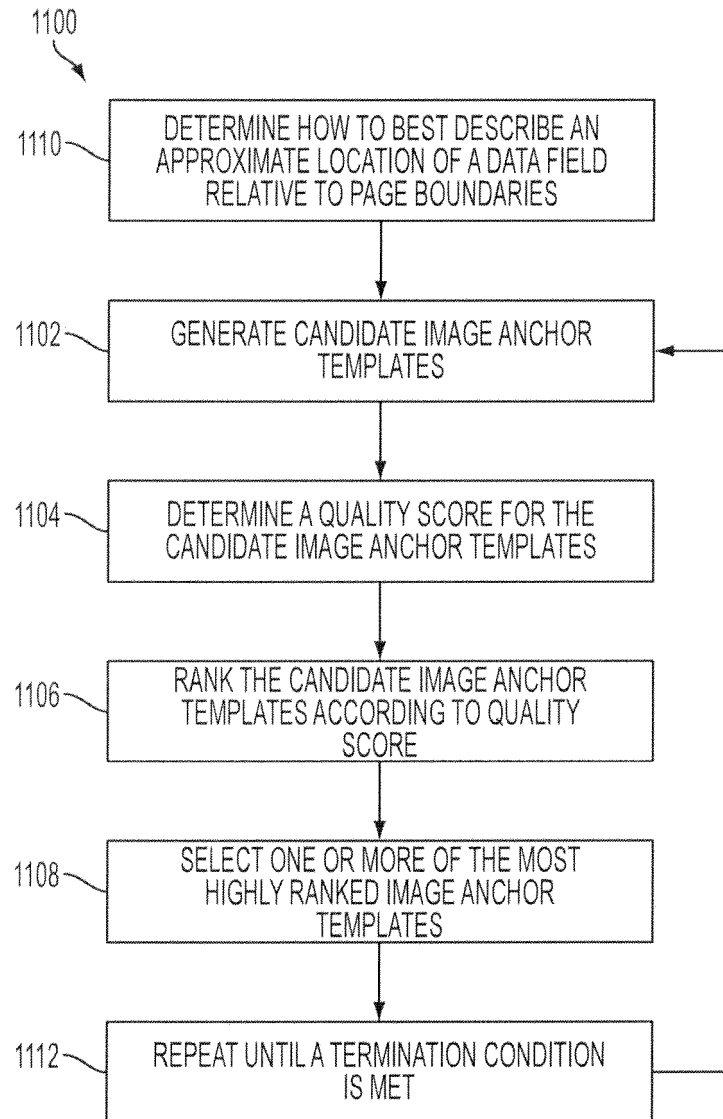 1100
1110
DETERMINE HOW TO BEST DESCRIBE AN
APPROXIMATE LOCATION OF A DATA FIELD
RELATIVE TO PAGE BOUNDARIES
1102
GENERATE CANDIDATE IMAGE ANCHOR
TEMPLATES
1104
DETERMINE A QUALITY SCORE FOR THE
CANDIDATE IMAGE ANCHOR TEMPLATES
1106
RANK THE CANDIDATE IMAGE ANCHOR
TEMPLATES ACCORDING TO QUALITY
SCORE
1108
SELECT ONE OR MORE OF THE MOST
HIGHLY RANKED IMAGE ANCHOR
TEMPLATES
1112
REPEAT UNTIL A TERMINATION CONDITION
IS MET